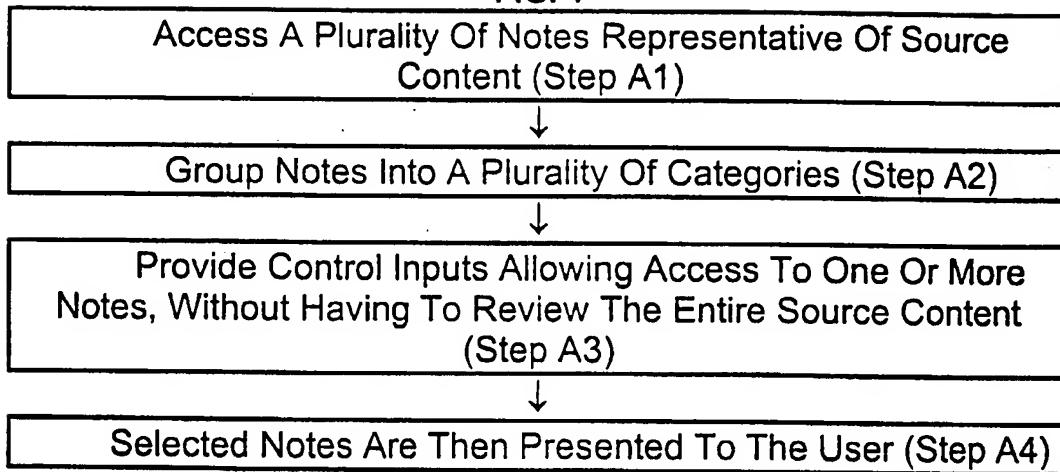 Access A Plurality Of Notes Representative Of Source
Content (Step A1)
↓
Group Notes Into A Plurality Of Categories (Step A2)
↓
Provide Control Inputs Allowing Access To One Or More
Notes, Without Having To Review The Entire Source Content
(Step A3)
↓
Selected Notes Are Then Presented To The User (Step A4)